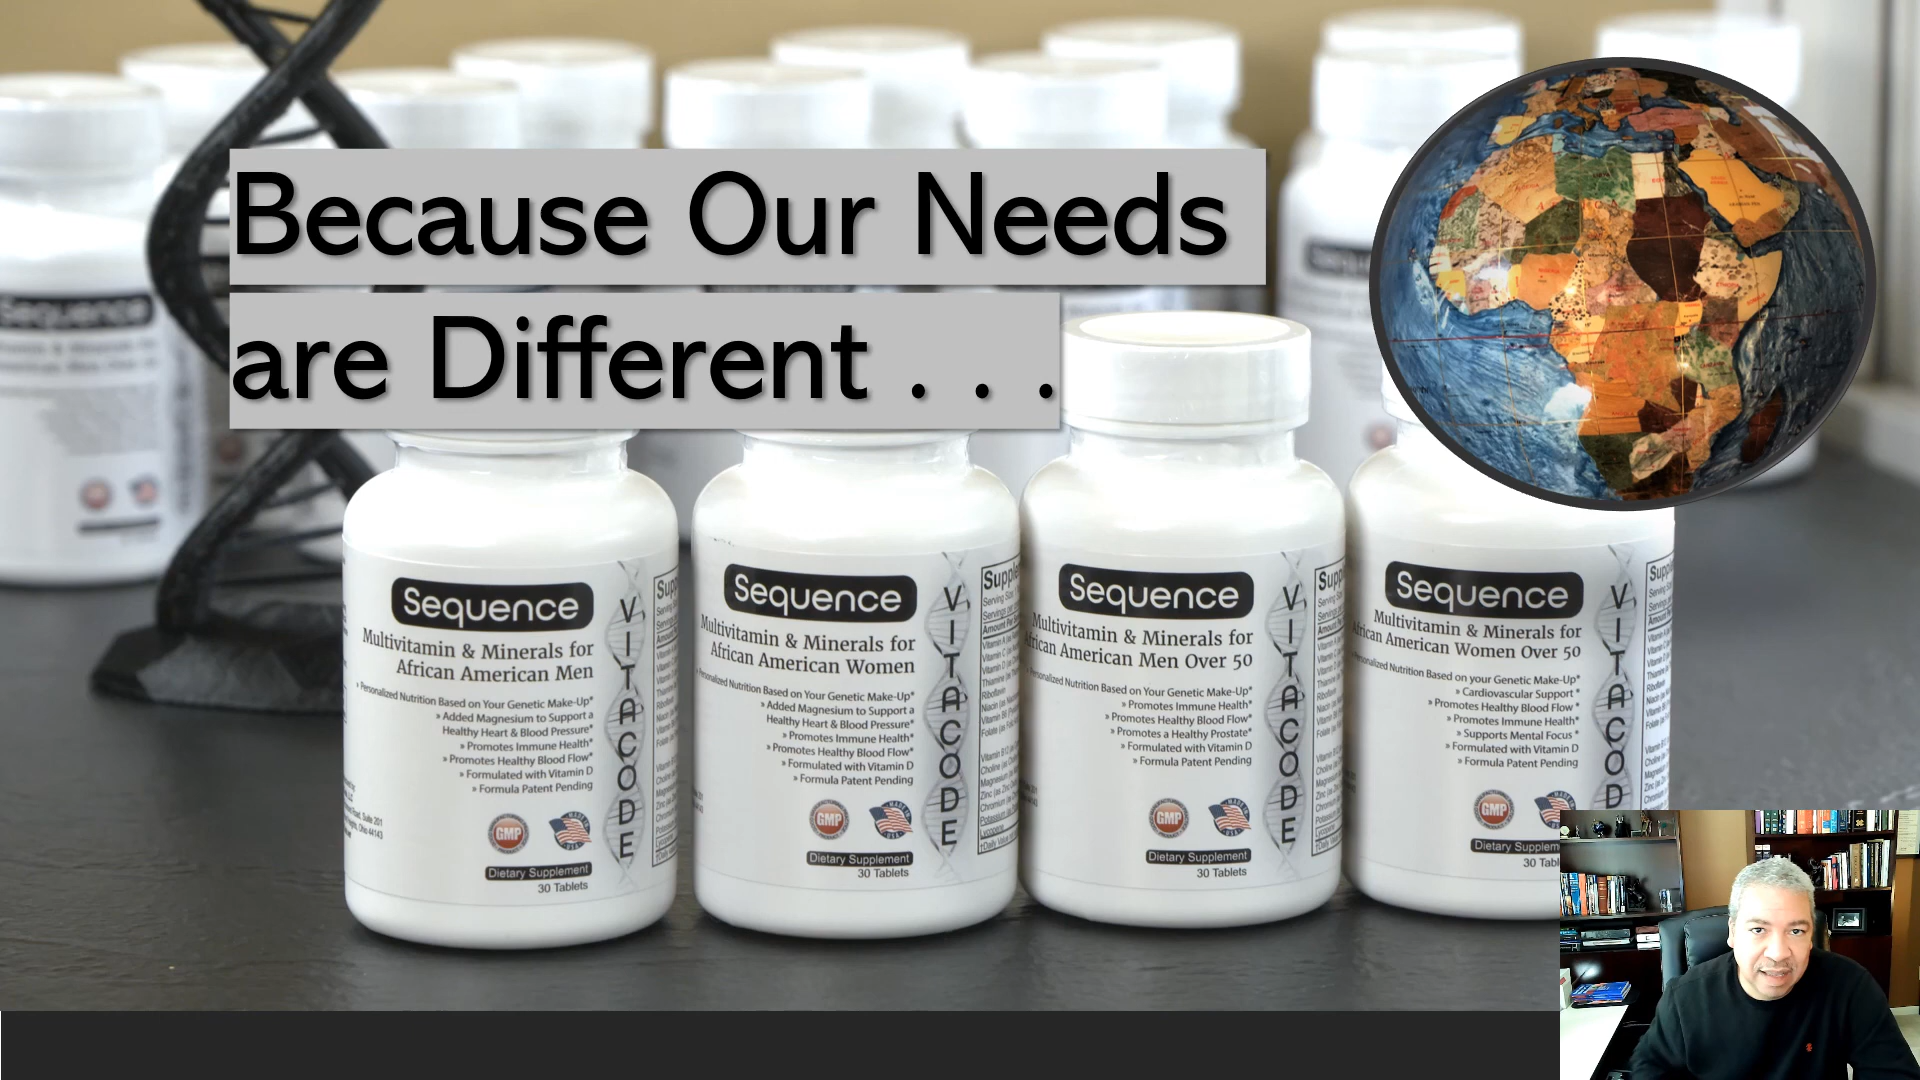 Because Our Needs
are Different . . .
Sequence
Multivitamin & Minerals for
African American Men
» Personalized Nutrition Based on Your Genetic Make-Up*
» Added Magnesium to Support a
Healthy Heart & Blood Pressure*
» Promotes Immune Health*
» Promotes Healthy Blood Flow*
» Formulated with Vitamin D
» Formula Patent Pending
GMP
Dietary Supplement
30 Tablets
VITACODE
Sequence
Multivitamin & Minerals for
African American Women
Personalized Nutrition Based on Your Genetic Make-Up*
» Added Magnesium to Support a
Healthy Heart & Blood Pressure*
» Promotes Immune Health*
» Promotes Healthy Blood Flow*
» Formulated with Vitamin D
» Formula Patent Pending
GMP
Dietary Supplement
30 Tablets
VITACODE
Sequence
Multivitamin & Minerals for
African American Men Over 50
Personalized Nutrition Based on Your Genetic Make-Up*
» Promotes Immune Health*
» Promotes Healthy Blood Flow*
» Promotes a Healthy Prostate*
» Formulated with Vitamin D
» Formula Patent Pending
GMP
Dietary Supplement
30 Tablets
VITACODE
Sequence
Multivitamin & Minerals for
African American Women Over 50
Personalized Nutrition Based on your Genetic Make-Up*
» Cardiovascular Support *
» Promotes Healthy Blood Flow *
» Promotes Immune Health*
» Supports Mental Focus *
» Formulated with Vitamin D
» Formula Patent Pending
GMP
Dietary
30
VITACOD
Sequence